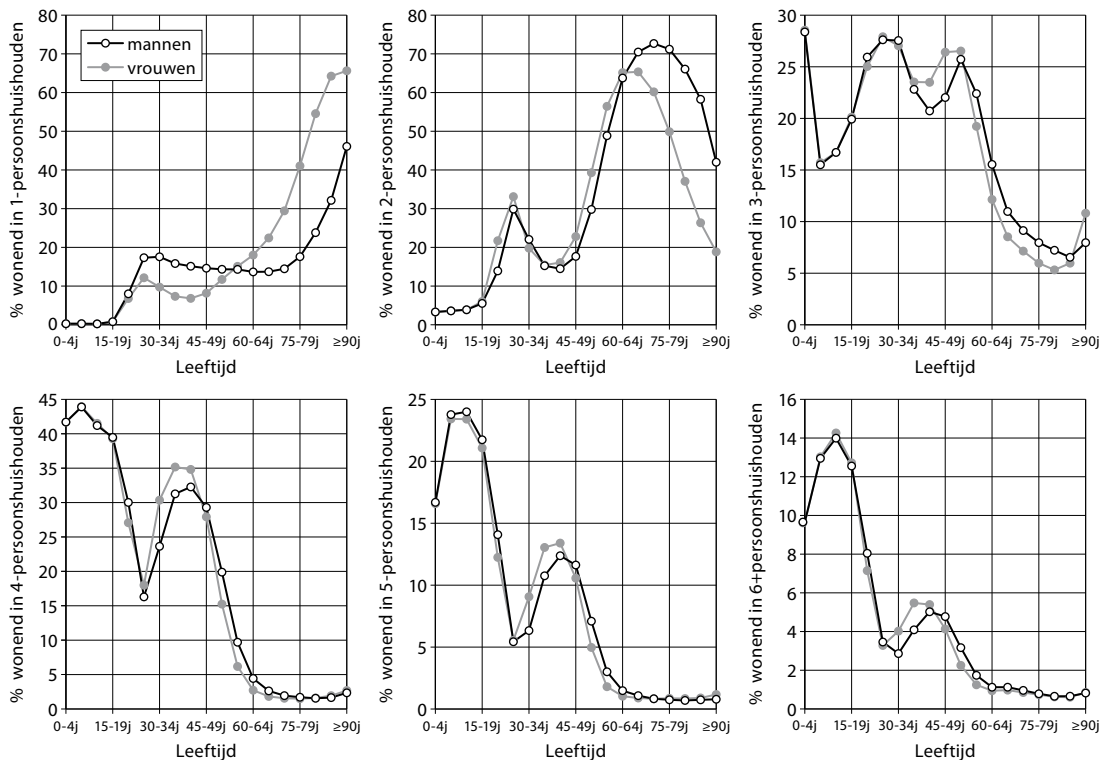 % wonend in 1-persoonshuishouden
80
70
60
50
40
30
20
10
0
mannen
vrouwen
0-4j 15-19j 30-34j 45-49j 60-64j 75-79j ≥90j
Leeftijd
% wonend in 2-persoonshuishouden
80
70
60
50
40
30
20
10
0
0-4j 15-19j 30-34j 45-49j 60-64j 75-79j ≥90j
Leeftijd
% wonend in 3-persoonshuishouden
30
25
20
15
10
5
0
0-4j 15-19j 30-34j 45-49j 60-64j 75-79j ≥90j
Leeftijd
% wonend in 4-persoonshuishouden
45
40
35
30
25
20
15
10
5
0
0-4j 15-19j 30-34j 45-49j 60-64j 75-79j ≥90j
Leeftijd
% wonend in 5-persoonshuishouden
25
20
15
10
5
0
0-4j 15-19j 30-34j 45-49j 60-64j 75-79j ≥90j
Leeftijd
% wonend in 6+persoonshuishouden
16
14
12
10
8
6
4
2
0
0-4j 15-19j 30-34j 45-49j 60-64j 75-79j ≥90j
Leeftijd